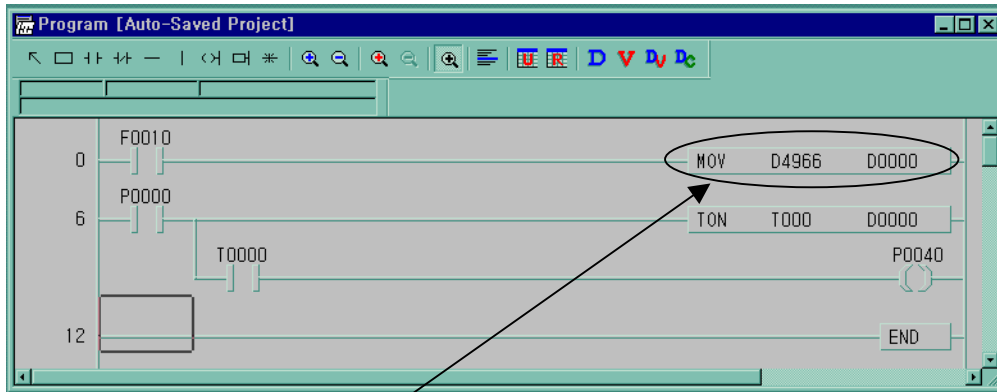 Program [Auto-Saved Project]
U R D V DV DC
F0010
0 MOV D4966 D0000
P0000
6 TON T000 D0000
T0000 P0040
12 END